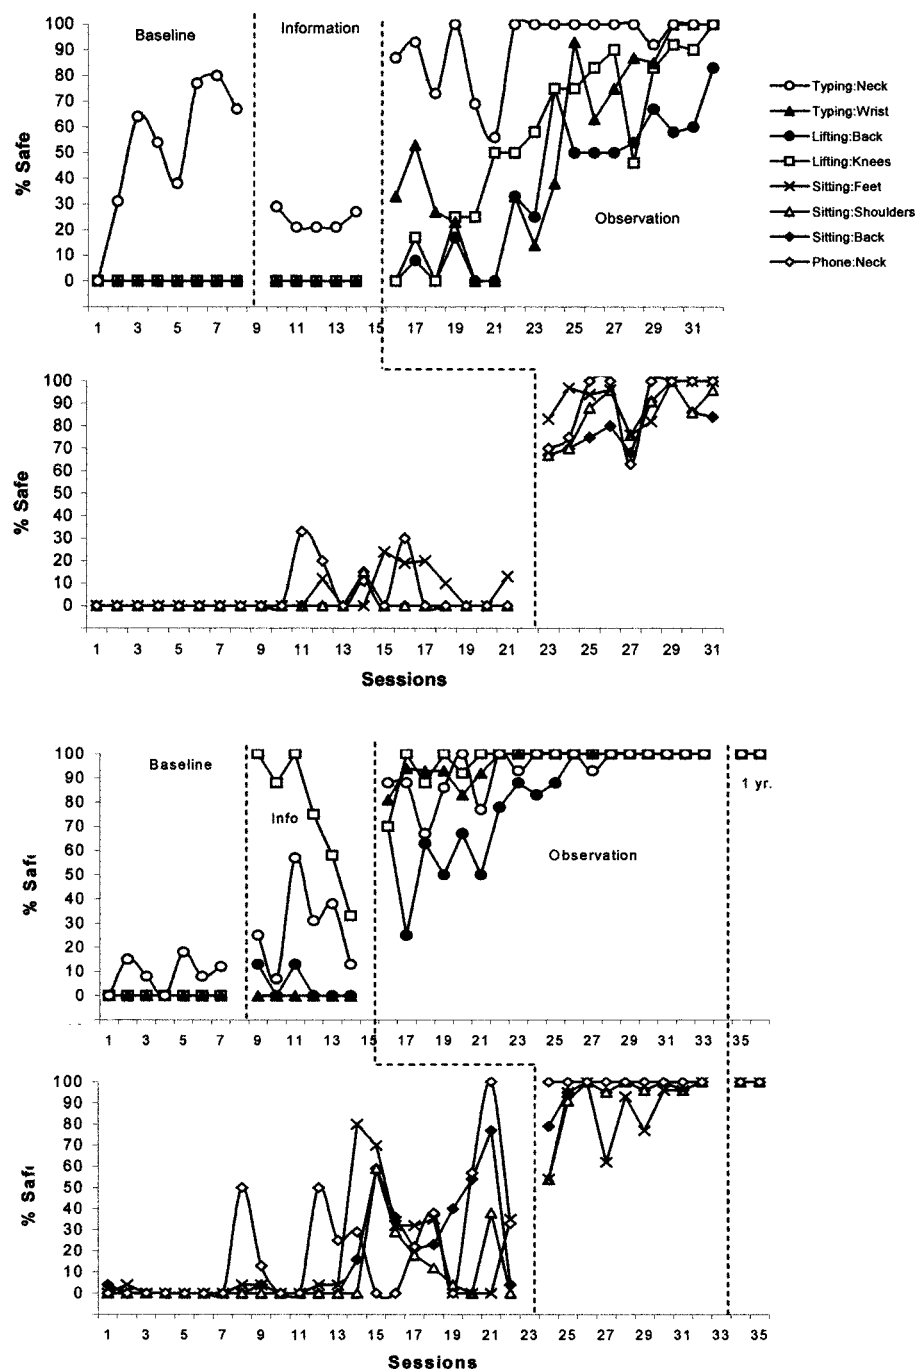 Baseline
Information
Observation
% Safe
100
90
80
70
60
50
40
30
20
10
0
1 3 5 7 9 11 13 15 17 19 21 23 25 27 29 31
Typing:Neck
Typing:Wrist
Lifting:Back
Lifting:Knees
Sitting:Feet
Sitting:Shoulders
Sitting:Back
Phone:Neck
% Safe
100
90
80
70
60
50
40
30
20
10
0
1 3 5 7 9 11 13 15 17 19 21 23 25 27 29 31
Sessions
Baseline
Info
Observation
1 yr.
% Saf
100
90
80
70
60
50
40
30
20
10
0
1 3 5 7 9 11 13 15 17 19 21 23 25 27 29 31 33 35
% Saf
100
90
80
70
60
50
40
30
20
10
0
1 3 5 7 9 11 13 15 17 19 21 23 25 27 29 31 33 35
Sessions